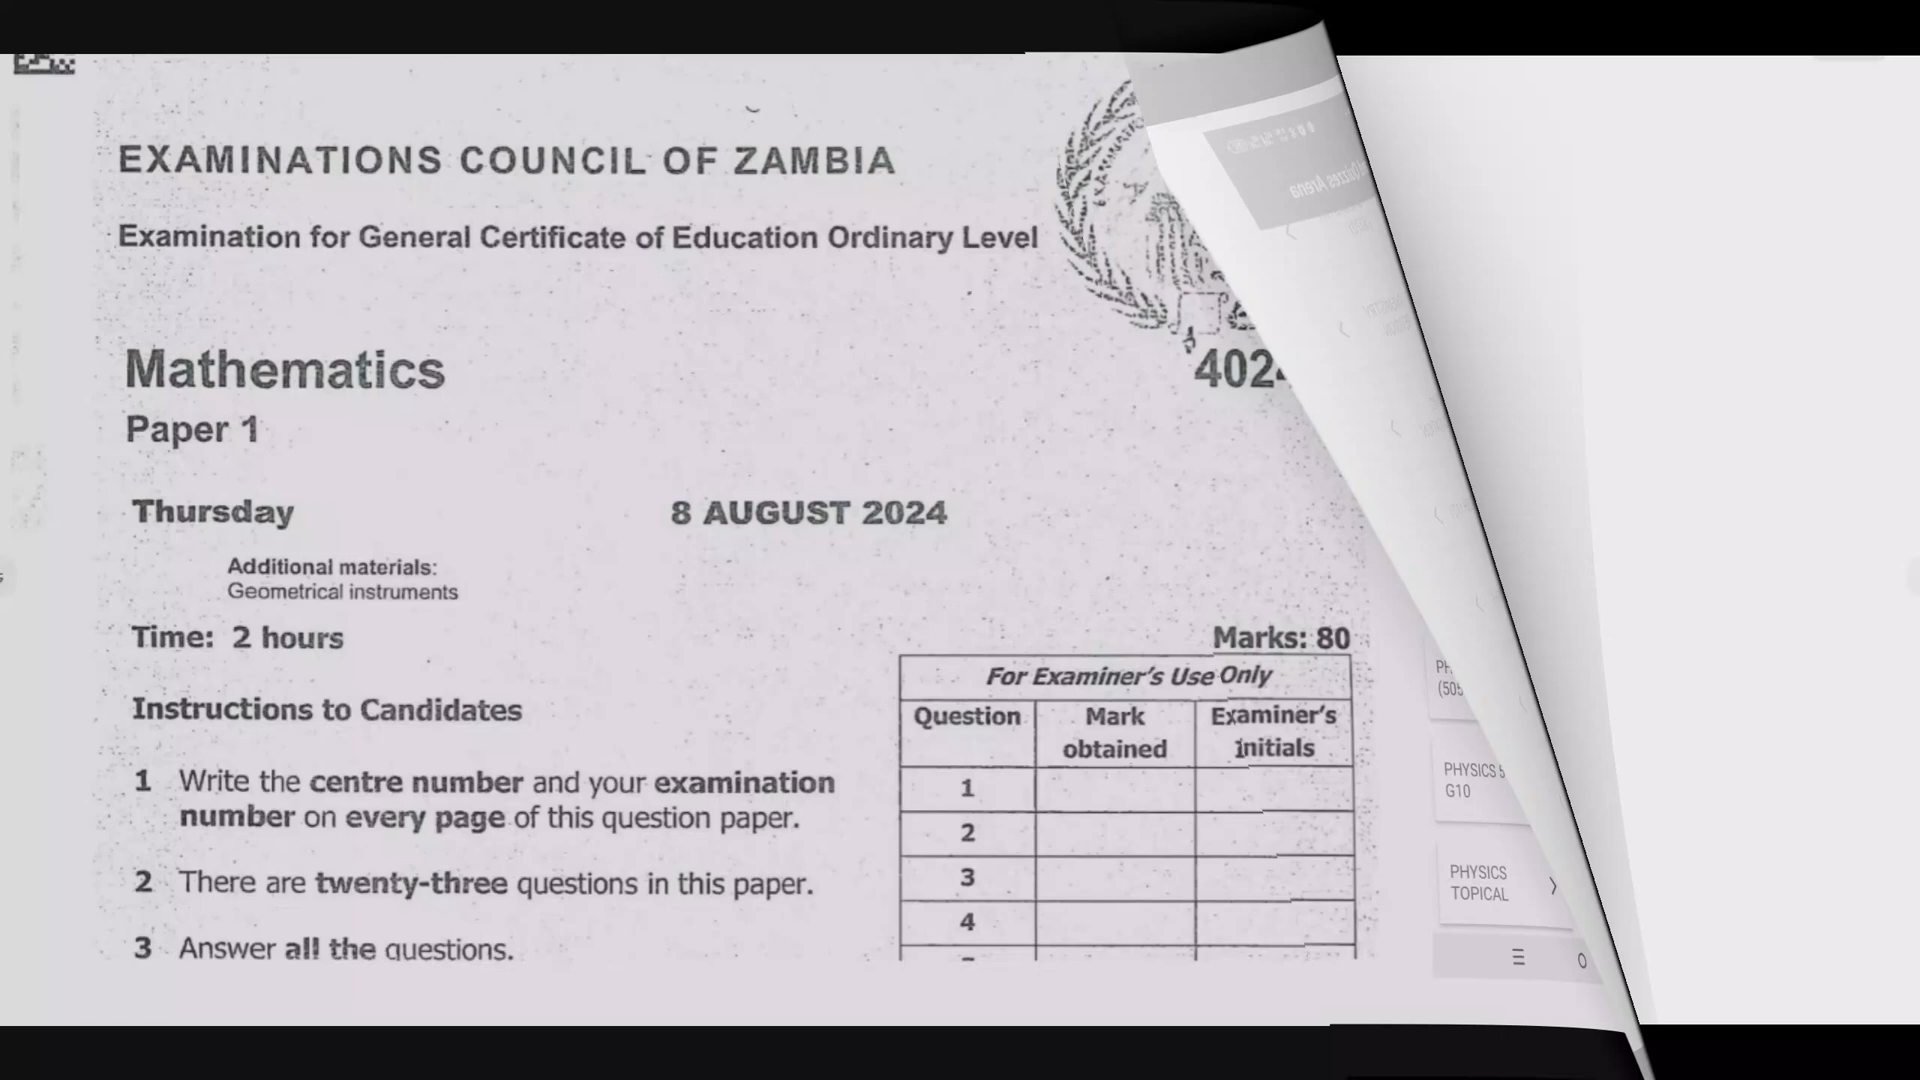 EXAMINATIONS COUNCIL OF ZAMBIA
Examination for General Certificate of Education Ordinary Level
Mathematics
402
Paper 1
Thursday 8 AUGUST 2024
Additional materials:
Geometrical instruments
Time: 2 hours
Marks: 80
For Examiner's Use Only
Question Mark obtained Examiner's initials
1
2
3
4
Instructions to Candidates
1 Write the centre number and your examination
number on every page of this question paper.
2 There are twenty-three questions in this paper.
3 Answer all the questions.
PHYSICS 5
G10
PHYSICS
TOPICAL